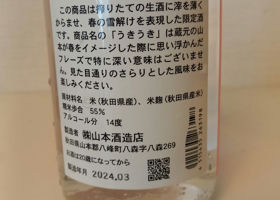 この商品は搾りたての生酒に滓を薄く
からませ、春の雪解けを表現した限定酒
です。商品名の「うきうき」は蔵元の山
本が春をイメージした際に思い浮かんだ
フレーズで特に深い意味はございませ
ん。見た目通りのさらりとした風味をお
楽しみください。
原材料名 米（秋田県産）、米麹（秋田県産）
精米歩合 55%
アルコール分 14度
製造者 ㈱山本酒造店
秋田県山本郡八峰町八森字八森269
お酒は20歳になってから
製造年月 2024.03